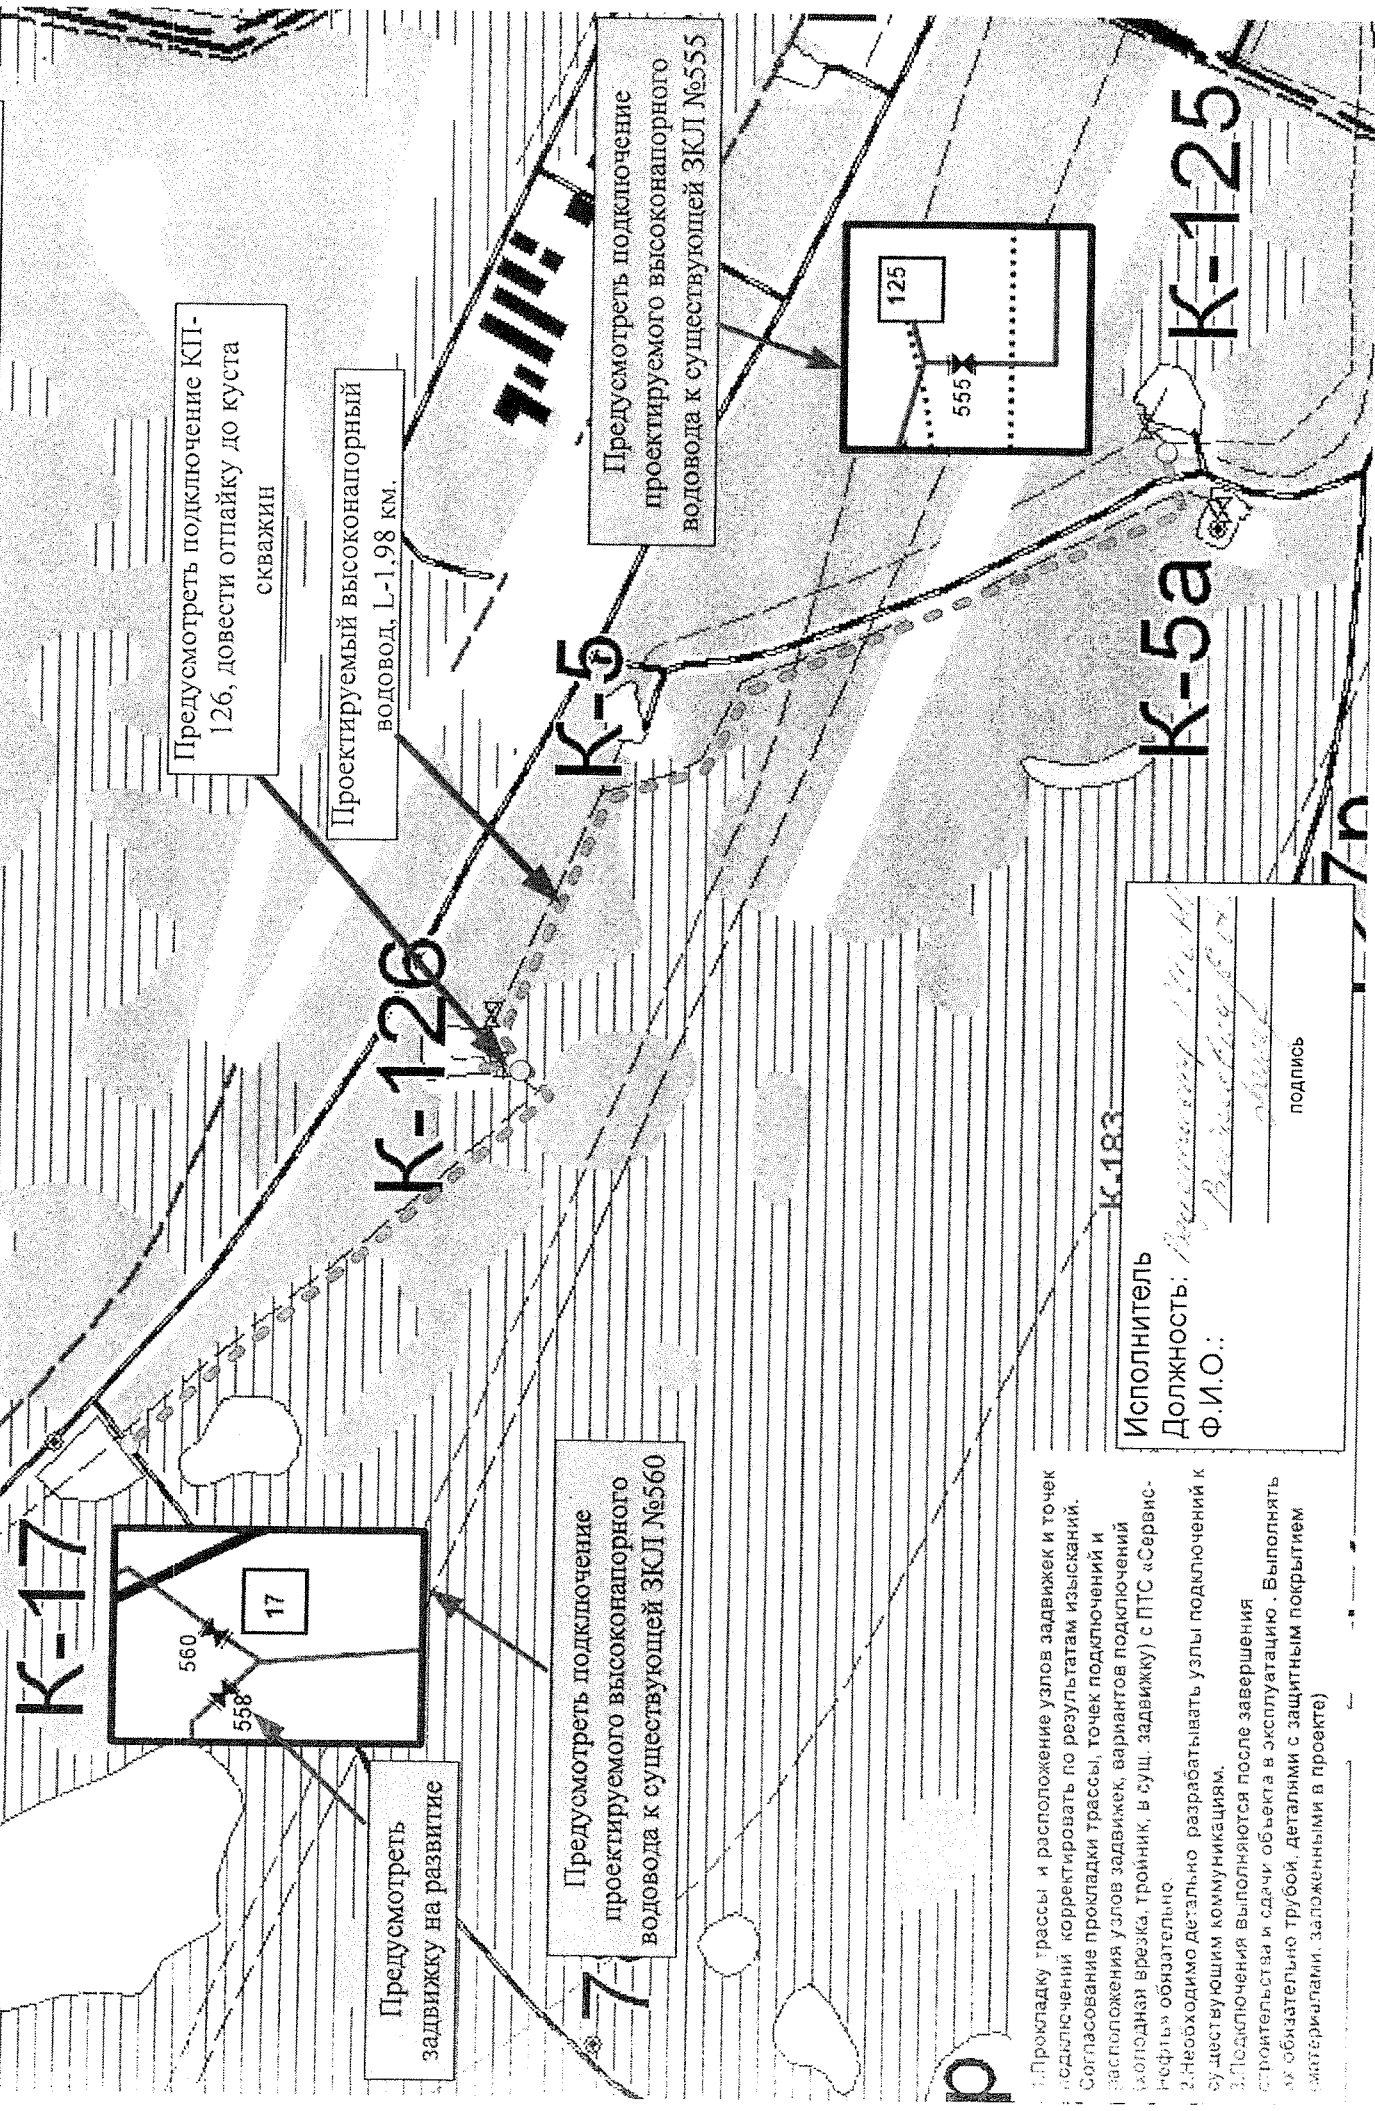 Предусмотреть подключение КП-
126, довести отпайку до куста
скважин
Проектируемый высоконапорный
водовод, L-1,98 км.
Предусмотреть подключение
проектируемого высоконапорного
водовода к существующей ЗКЛ №555
К-17
560
558
17
К-126
К-5
125
555
К-125
К-5а
Предусмотреть
задвижку на развитие
Предусмотреть подключение
проектируемого высоконапорного
водовода к существующей ЗКЛ №560
7
р
К-183
1.Прокладку трассы и расположение узлов задвижек и точек
подключений корректировать по результатам изысканий.
Согласование прокладки трассы, точек подключений и
расположения узлов задвижек, вариантов подключений
(холодная врезка, тройник, в сущ. задвижку) с ПТС «Сервис-
Нефть» обязательно.
2.Необходимо детально разрабатывать узлы подключений к
существующим коммуникациям.
3.Подключения выполняются после завершения
строительства и сдачи объекта в эксплуатацию. Выполнять
их обязательно трубой, деталями с защитным покрытием
(материалами, заложенными в проекте)
Исполнитель
Должность:
Ф.И.О.:
подпись